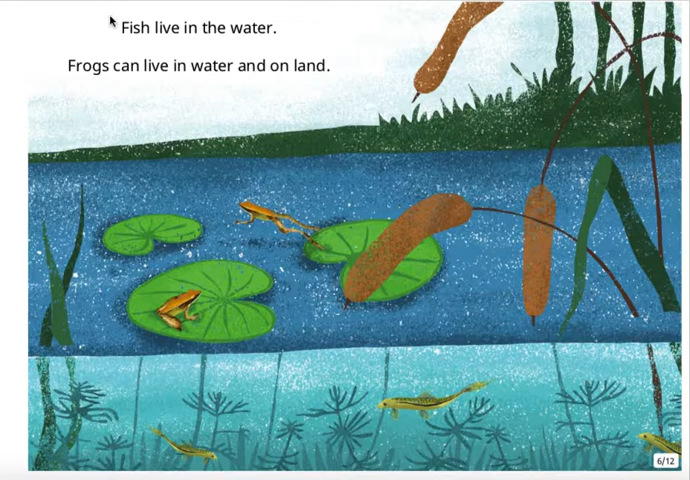 Fish live in the water.
Frogs can live in water and on land.
6/12